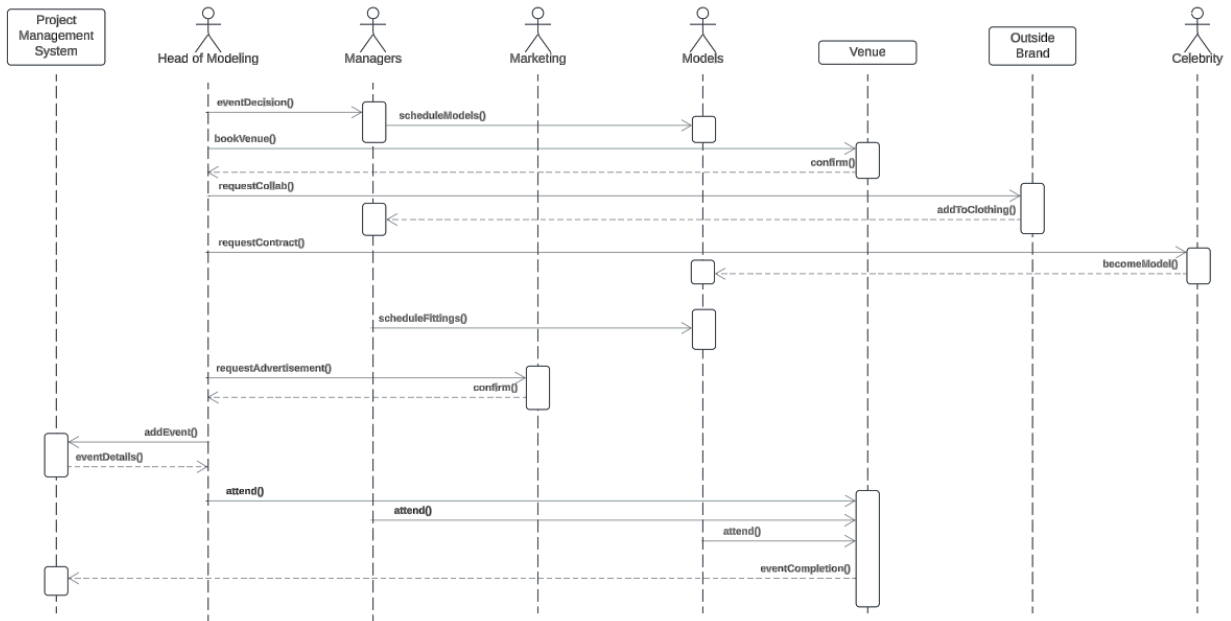 Project
Management
System
Head of Modeling
Managers
Marketing
Models
Venue
Outside
Brand
Celebrity
eventDecision()
scheduleModels()
bookVenue()
confirm()
requestCollab()
addToClothing()
requestContract()
becomeModel()
scheduleFittings()
requestAdvertisement()
confirm()
addEvent()
eventDetails()
attend()
attend()
attend()
eventCompletion()